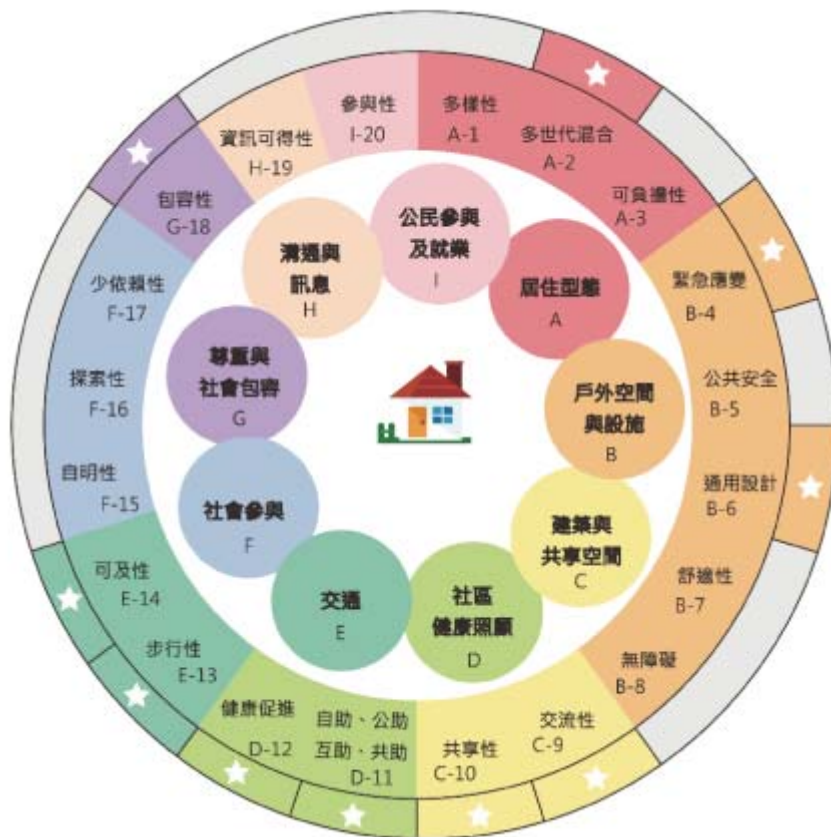 多樣性
A-1
多世代混合
A-2
可負擔性
A-3
緊急應變
B-4
公共安全
B-5
通用設計
B-6
舒適性
B-7
無障礙
B-8
交流性
C-9
共享性
C-10
自助、公助
互助、共助
D-11
健康促進
D-12
步行性
E-13
可及性
E-14
自明性
F-15
探索性
F-16
少依賴性
F-17
包容性
G-18
資訊可得性
H-19
參與性
I-20
居住型態
A
戶外空間
與設施
B
建築與
共享空間
C
社區
健康照顧
D
交通
E
社會參與
F
尊重與
社會包容
G
溝通與
訊息
H
公民參與
及就業
I